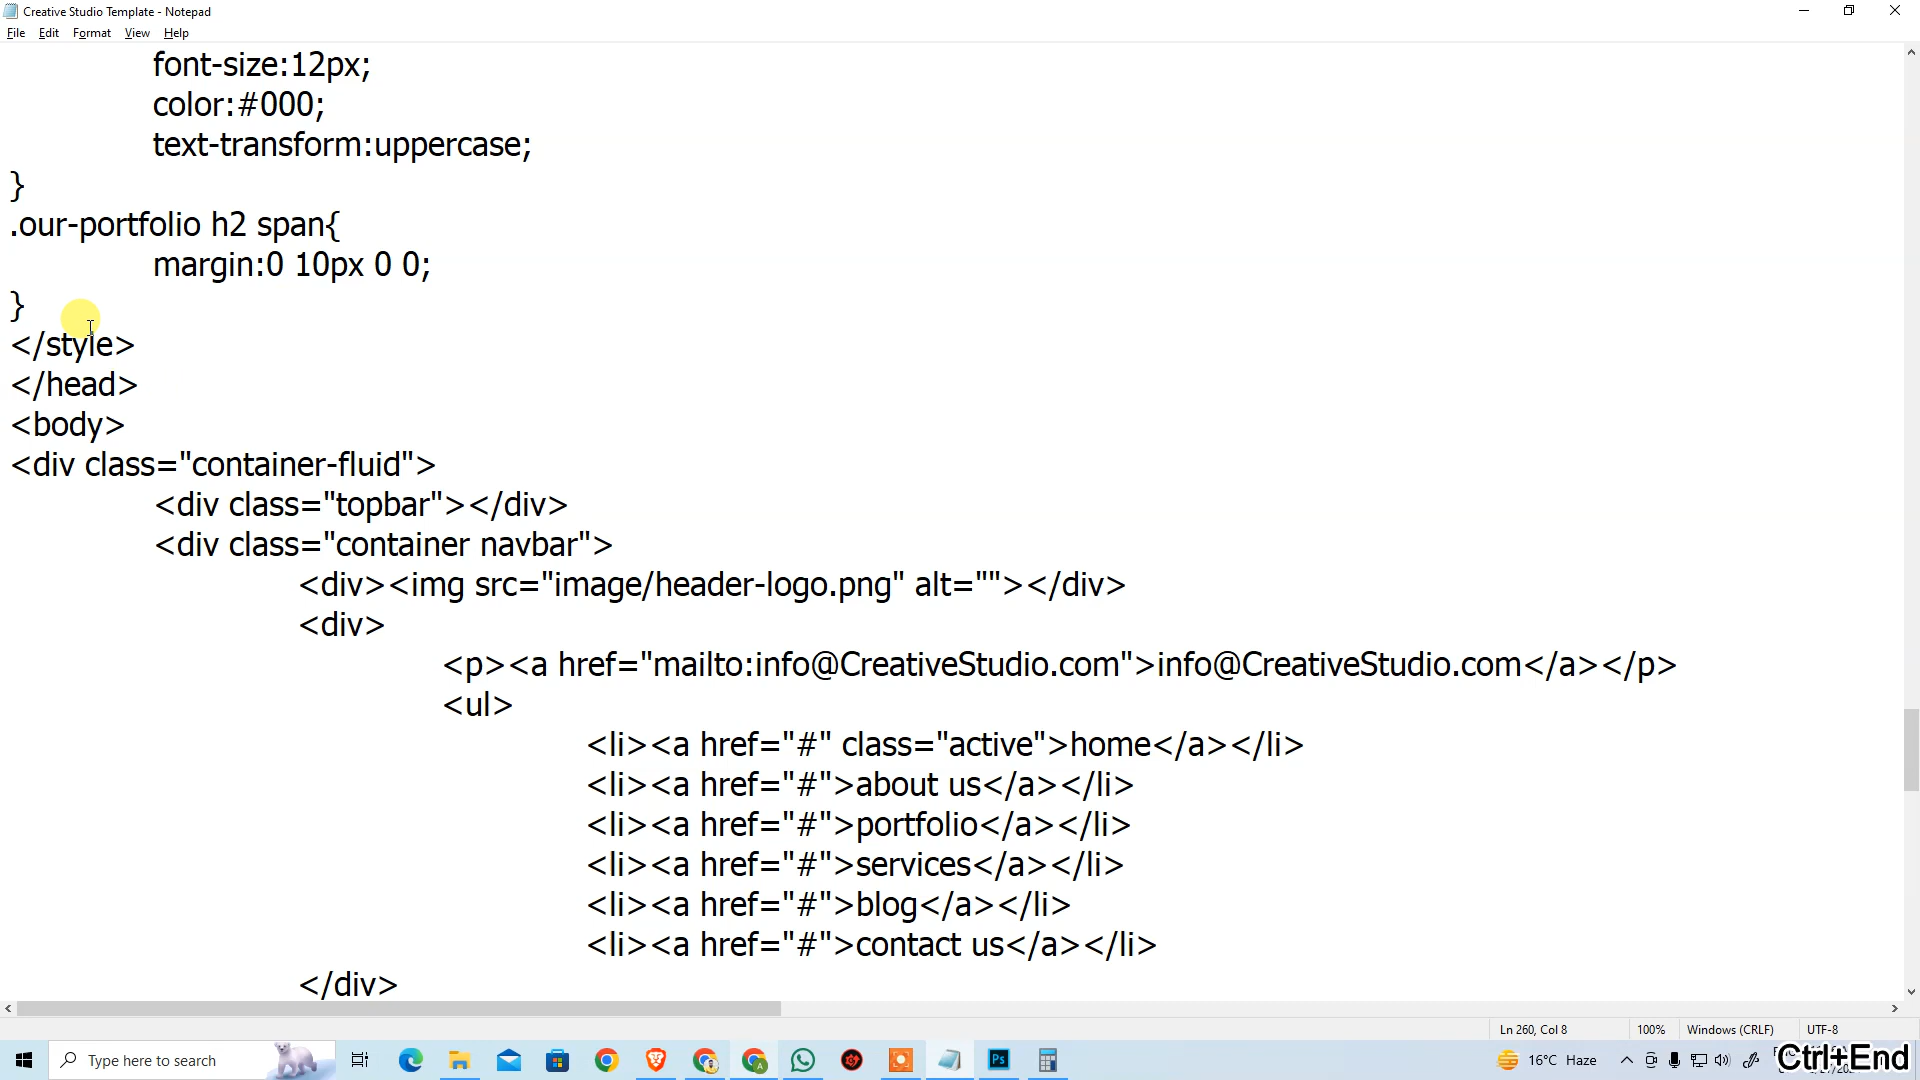 Creative Studio Template - Notepad
File Edit Format View Help
font-size:12px;
color:#000;
text-transform:uppercase;
}
.our-portfolio h2 span{
margin:0 10px 0 0;
}
</style>
</head>
<body>
<div class="container-fluid">
<div class="topbar"></div>
<div class="container navbar">
<div><img src="image/header-logo.png" alt=""></div>
<div>
<p><a href="mailto:info@CreativeStudio.com">info@CreativeStudio.com</a></p>
<ul>
<li><a href="#" class="active">home</a></li>
<li><a href="#">about us</a></li>
<li><a href="#">portfolio</a></li>
<li><a href="#">services</a></li>
<li><a href="#">blog</a></li>
<li><a href="#">contact us</a></li>
</div>
Ln 260, Col 8 100% Windows (CRLF) UTF-8
Type here to search
Ps
16°C Haze
Ctrl+End